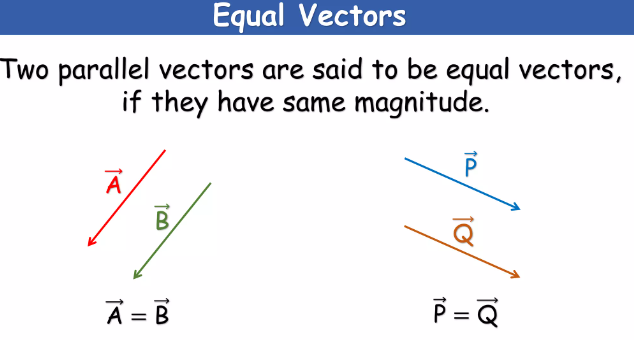 Equal Vectors
Two parallel vectors are said to be equal vectors,
if they have same magnitude.
A⃗
B⃗
P⃗
Q⃗
A⃗ = B⃗
P⃗ = Q⃗